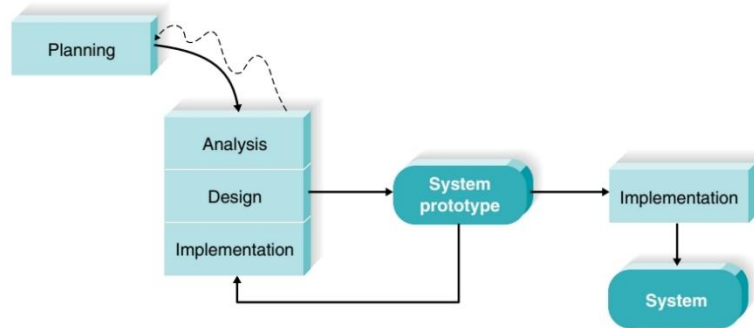 Planning
Analysis
Design
Implementation
System
prototype
Implementation
System